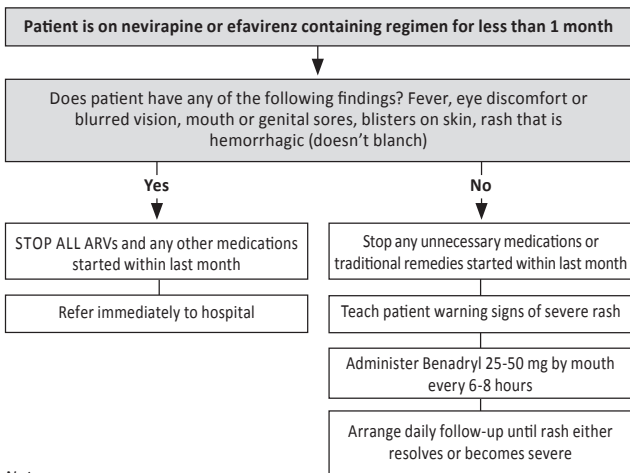 Patient is on nevirapine or efavirenz containing regimen for less than 1 month
Does patient have any of the following findings? Fever, eye discomfort or
blurred vision, mouth or genital sores, blisters on skin, rash that is
hemorrhagic (doesn’t blanch)
Yes
No
STOP ALL ARVs and any other medications
started within last month
Refer immediately to hospital
Stop any unnecessary medications or
traditional remedies started within last month
Teach patient warning signs of severe rash
Administer Benadryl 25-50 mg by mouth
every 6-8 hours
Arrange daily follow-up until rash either
resolves or becomes severe